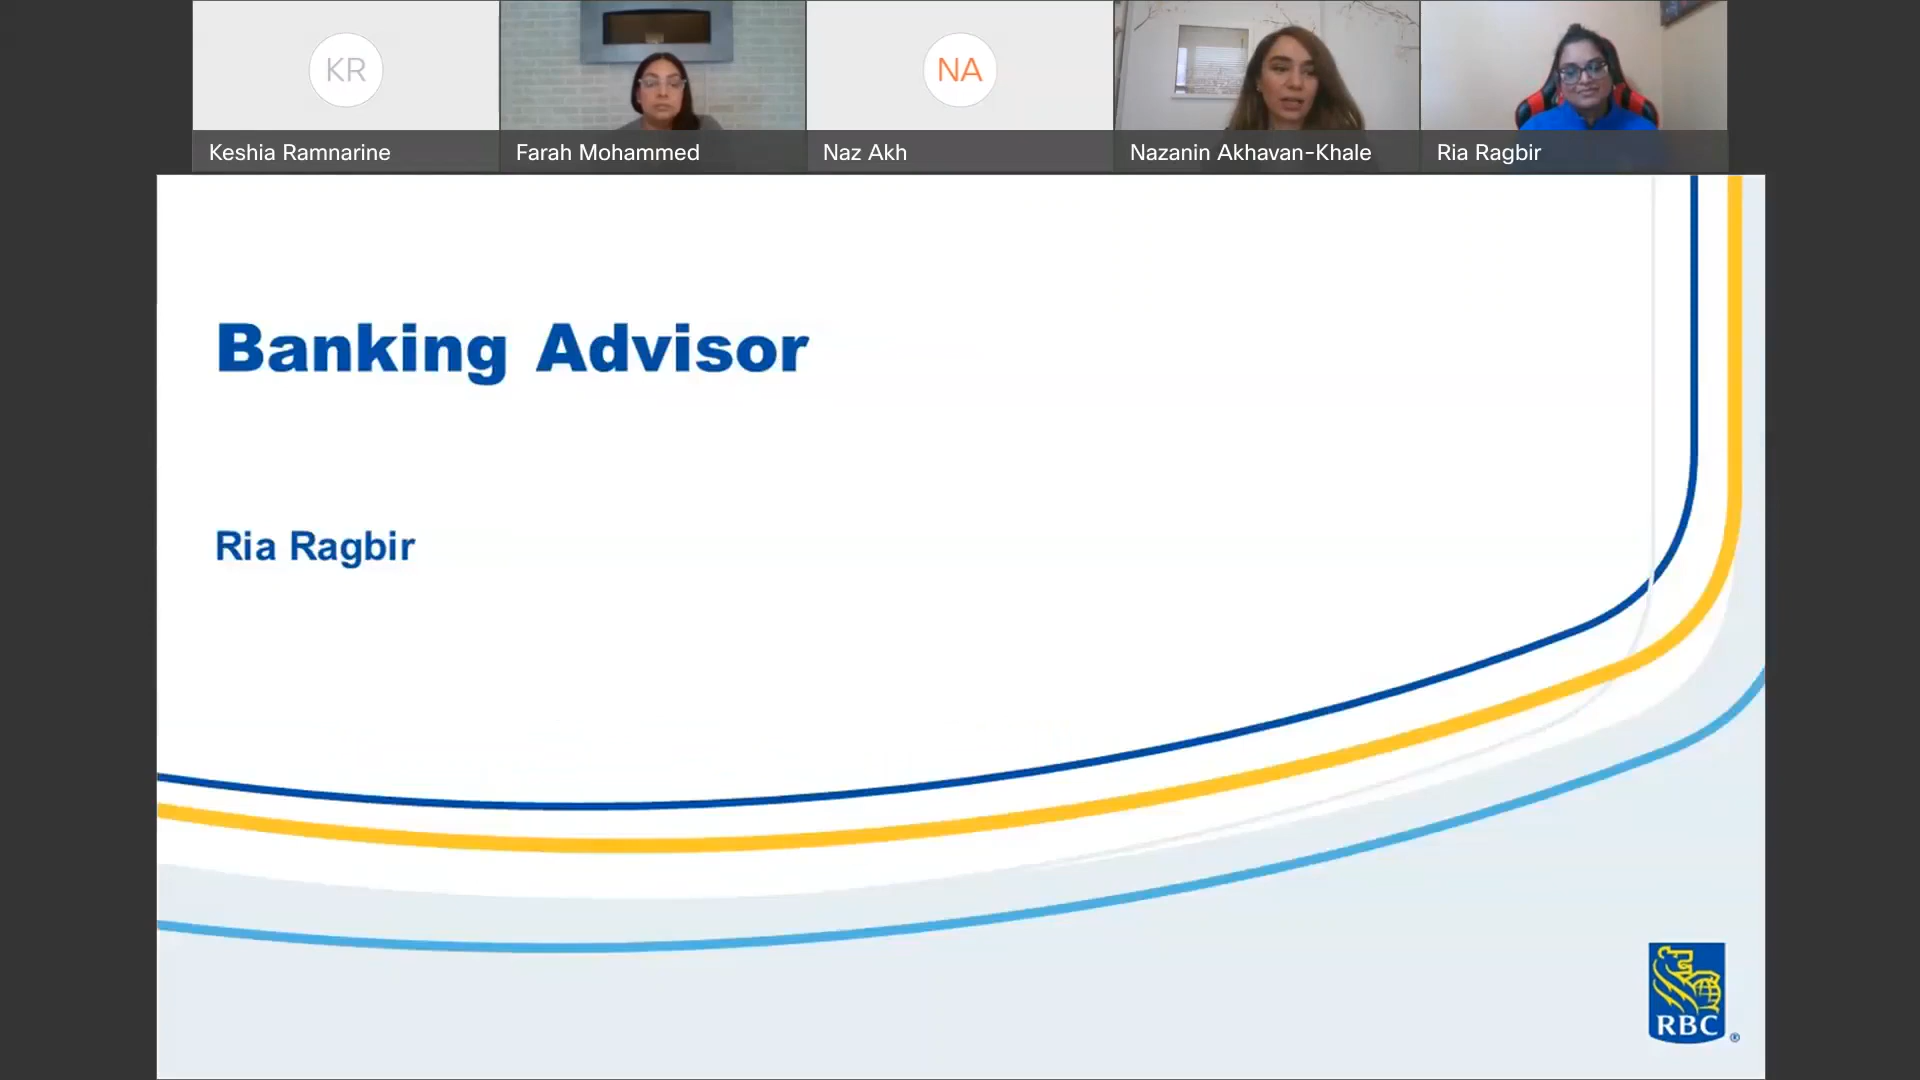 KR
NA
Keshia Ramnarine
Farah Mohammed
Naz Akh
Nazanin Akhavan-Khale
Ria Ragbir
Banking Advisor
Ria Ragbir
RBC
®